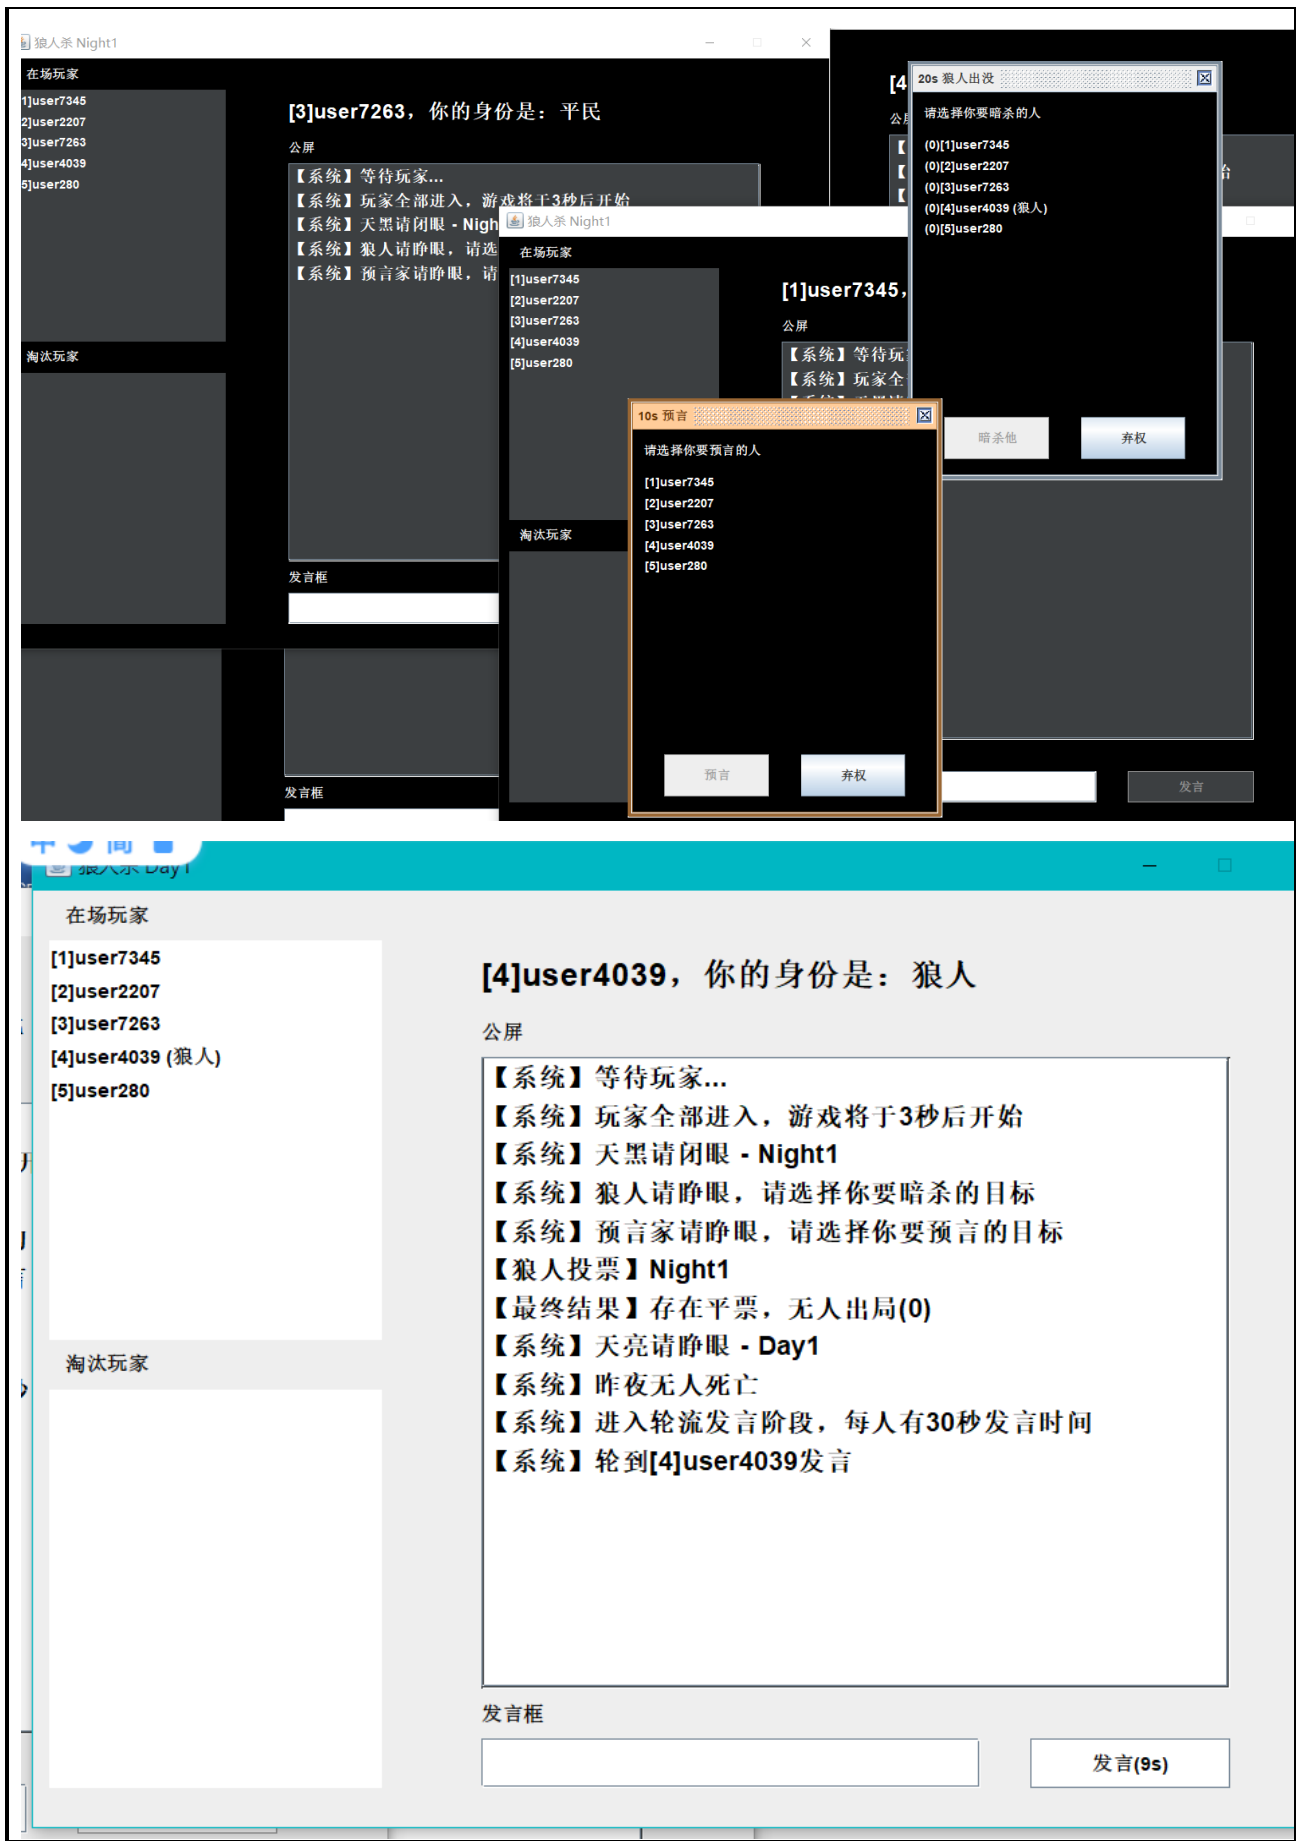 狼人杀 Night1
在场玩家
1]user7345
2]user2207
3]user7263
4]user4039
5]user280
淘汰玩家
[3]user7263，你的身份是：平民
公屏
【系统】等待玩家...
【系统】玩家全部进入，游戏将于3秒后开始
【系统】天黑请闭眼 - Nigh
【系统】狼人请睁眼，请选
【系统】预言家请睁眼，请
发言框
发言框
[4
公
20s 狼人出没
请选择你要暗杀的人
(0)[1]user7345
(0)[2]user2207
(0)[3]user7263
(0)[4]user4039 (狼人)
(0)[5]user280
暗杀他
弃权
狼人杀 Night1
在场玩家
[1]user7345
[2]user2207
[3]user7263
[4]user4039
[5]user280
淘汰玩家
[1]user7345，
公屏
【系统】等待玩
【系统】玩家全
发言
10s 预言
请选择你要预言的人
[1]user7345
[2]user2207
[3]user7263
[4]user4039
[5]user280
预言
弃权
中 简
狼人杀 Day1
在场玩家
[1]user7345
[2]user2207
[3]user7263
[4]user4039 (狼人)
[5]user280
淘汰玩家
[4]user4039，你的身份是：狼人
公屏
【系统】等待玩家...
【系统】玩家全部进入，游戏将于3秒后开始
【系统】天黑请闭眼 - Night1
【系统】狼人请睁眼，请选择你要暗杀的目标
【系统】预言家请睁眼，请选择你要预言的目标
【狼人投票】Night1
【最终结果】存在平票，无人出局(0)
【系统】天亮请睁眼 - Day1
【系统】昨夜无人死亡
【系统】进入轮流发言阶段，每人有30秒发言时间
【系统】轮到[4]user4039发言
发言框
发言(9s)